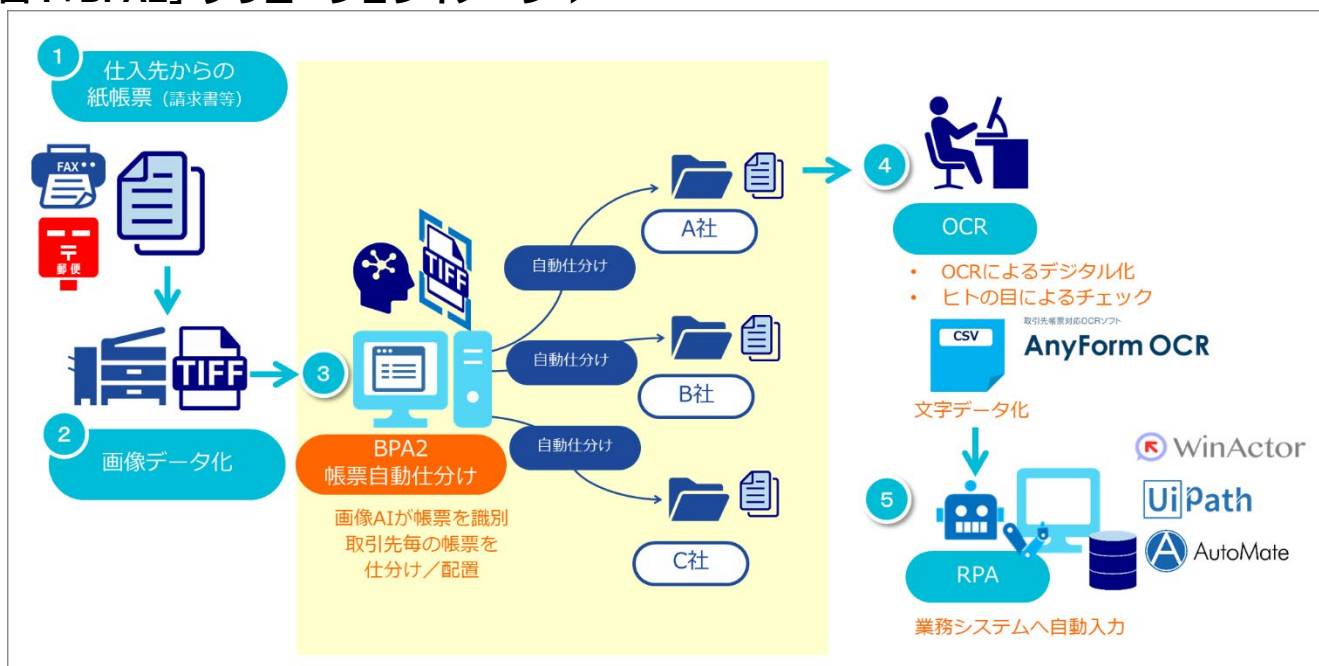 1
仕入先からの
紙帳票（請求書等）
FAX
〒
郵便
TIFF
2
画像データ化
3
TIFF
BPA2
帳票自動仕分け
画像AIが帳票を識別
取引先毎の帳票を
仕分け／配置
自動仕分け
自動仕分け
自動仕分け
A社
B社
C社
4
OCR
• OCRによるデジタル化
• ヒトの目によるチェック
CSV
取引先帳票対応OCRソフト
AnyForm OCR
文字データ化
5
RPA
業務システムへ自動入力
WinActor
UiPath
AutoMate